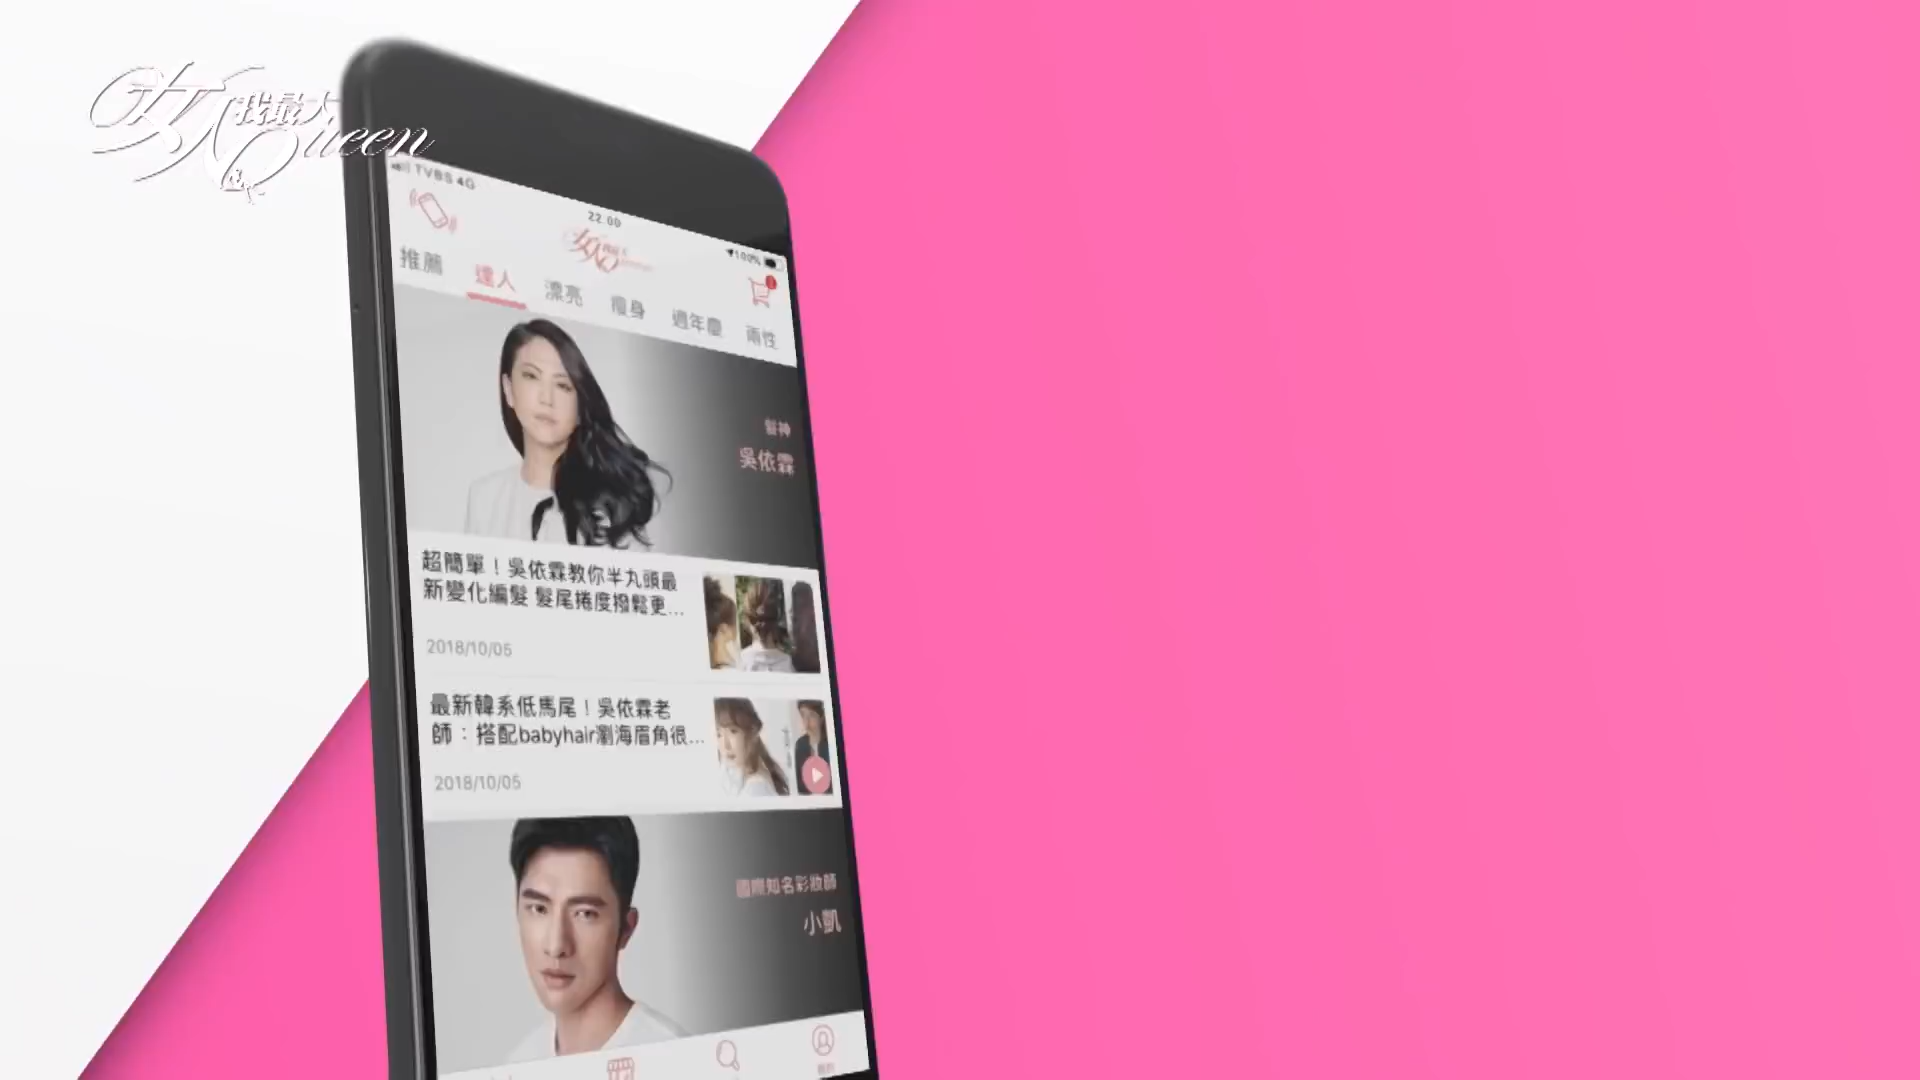 女人我最大
Queen
TVBS 4G
22:00
100%
推薦
達人
漂亮
瘦身
週年慶
兩性
髮神
吳依霖
超簡單！吳依霖教你半丸頭最
新變化編髮 髮尾捲度撥鬆更...
2018/10/05
最新韓系低馬尾！吳依霖老
師：搭配babyhair瀏海眉角很...
2018/10/05
國際知名彩妝師
小凱